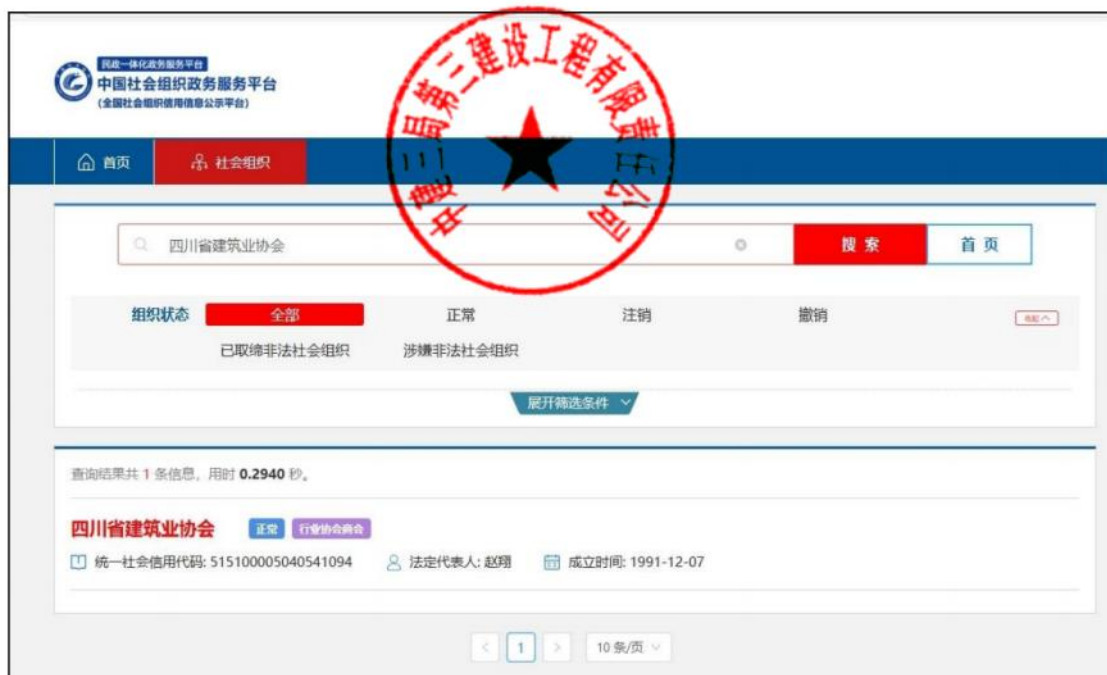 民政一体化政务服务平台
中国社会组织政务服务平台
(全国社会组织信用信息公示平台)
中建三局第三建设工程有限责任公司
首页 社会组织
四川省建筑业协会 搜索 首页
组织状态 全部 正常 注销 撤销 收起
已取缔非法社会组织 涉嫌非法社会组织
展开筛选条件
查询结果共 1 条信息，用时 0.2940 秒。
四川省建筑业协会 正常 行业协会商会
统一社会信用代码: 515100005040541094 法定代表人: 赵翔 成立时间: 1991-12-07
1 10 条/页